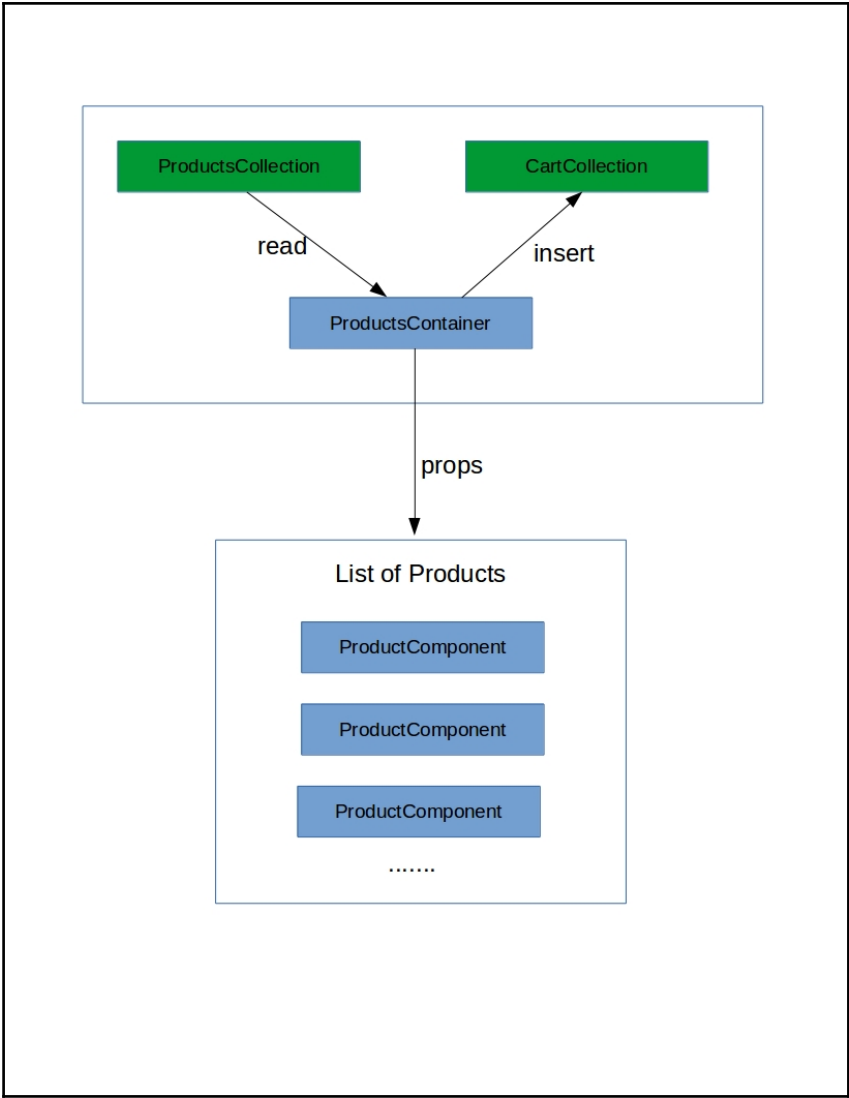 ProductsCollection
CartCollection
read
insert
ProductsContainer
props
List of Products
ProductComponent
ProductComponent
ProductComponent
.......